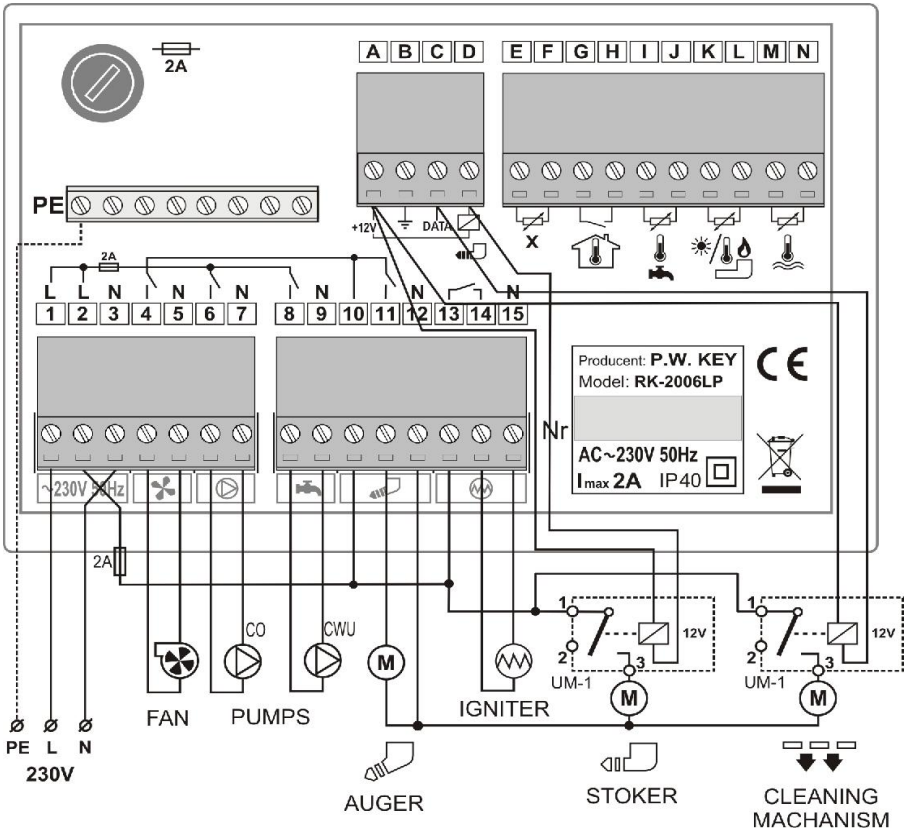 2A
A B C D E F G H I J K L M N
PE
+12V DATA
X
2A
L L N N N N N N
1 2 3 4 5 6 7 8 9 10 11 12 13 14 15
Producent: P.W. KEY
Model: RK-2006LP
Nr
AC~230V 50Hz
Imax 2A IP40
CE
~230V 50Hz
2A
CO
CWU
M
FAN
PUMPS
IGNITER
AUGER
1
2
3
12V
UM-1
M
STOKER
1
2
3
12V
UM-1
M
CLEANING
MACHANISM
PE L N
230V